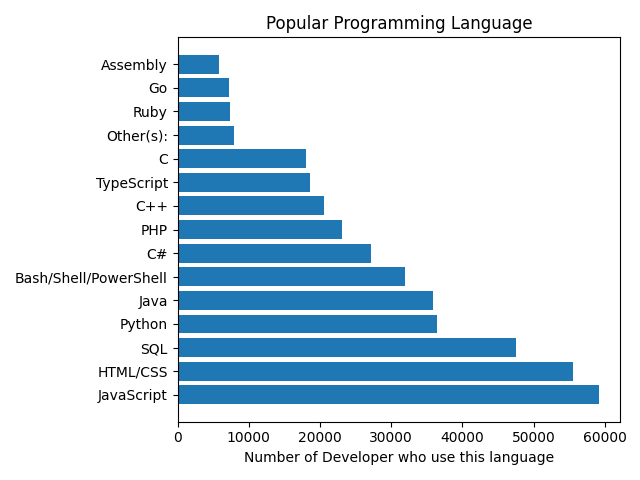 Popular Programming Language
Assembly
Go
Ruby
Other(s):
C
TypeScript
C++
PHP
C#
Bash/Shell/PowerShell
Java
Python
SQL
HTML/CSS
JavaScript
0 10000 20000 30000 40000 50000 60000
Number of Developer who use this language